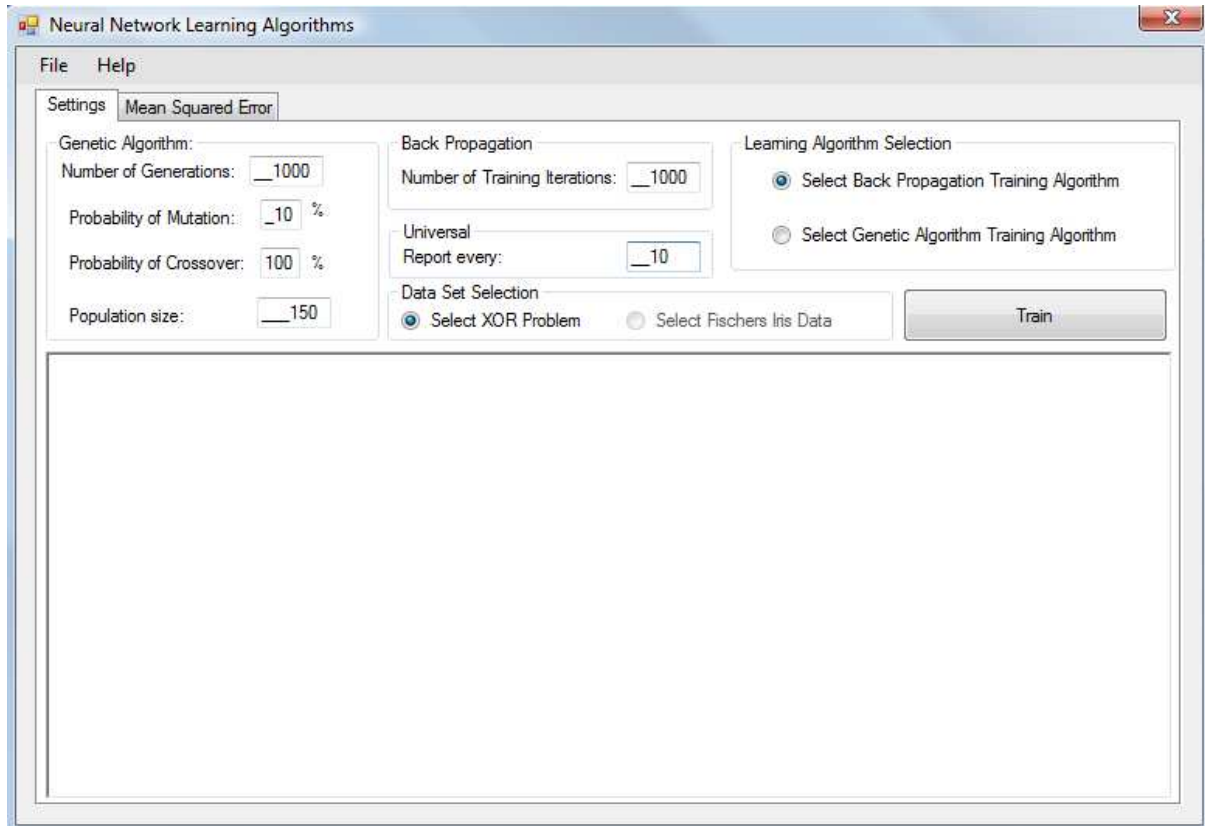 Neural Network Learning Algorithms
File Help
Settings Mean Squared Error
Genetic Algorithm:
Number of Generations: __1000
Probability of Mutation: _10 %
Probability of Crossover: 100 %
Population size: ___150
Back Propagation
Number of Training Iterations: __1000
Universal
Report every: __10
Data Set Selection
Select XOR Problem Select Fischers Iris Data
Learning Algorithm Selection
Select Back Propagation Training Algorithm
Select Genetic Algorithm Training Algorithm
Train